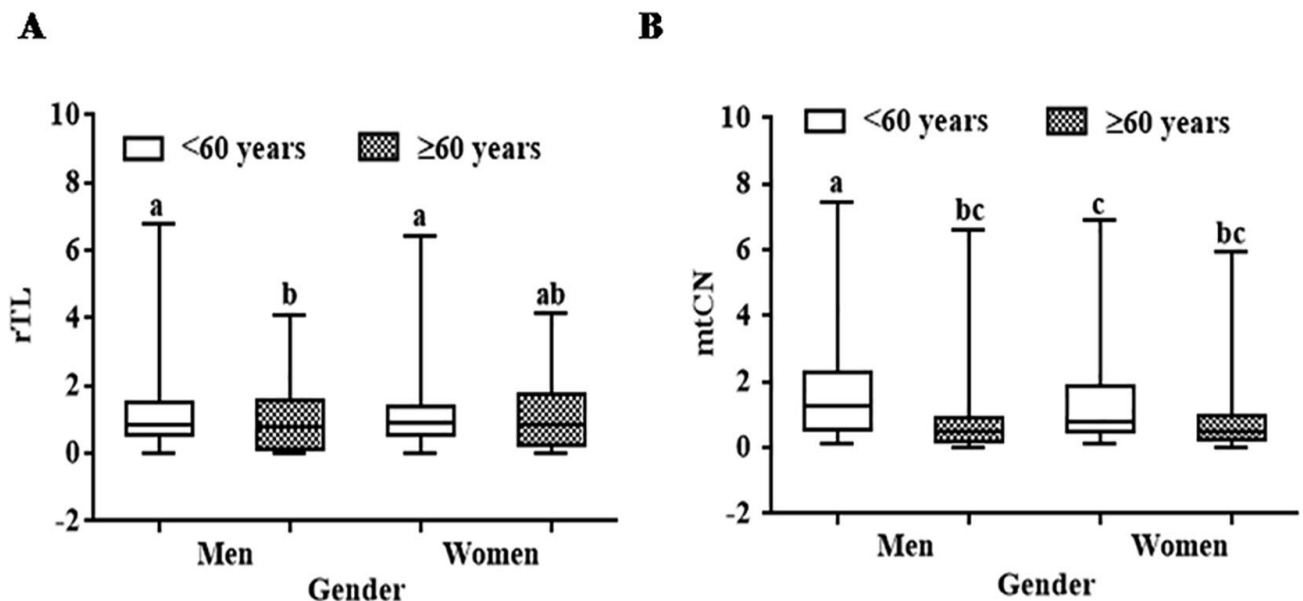 A
10
8
6
4
2
0
-2
rTL
<60 years
≥60 years
a
b
a
ab
Men
Women
Gender
B
10
8
6
4
2
0
-2
mtCN
<60 years
≥60 years
a
bc
c
bc
Men
Women
Gender